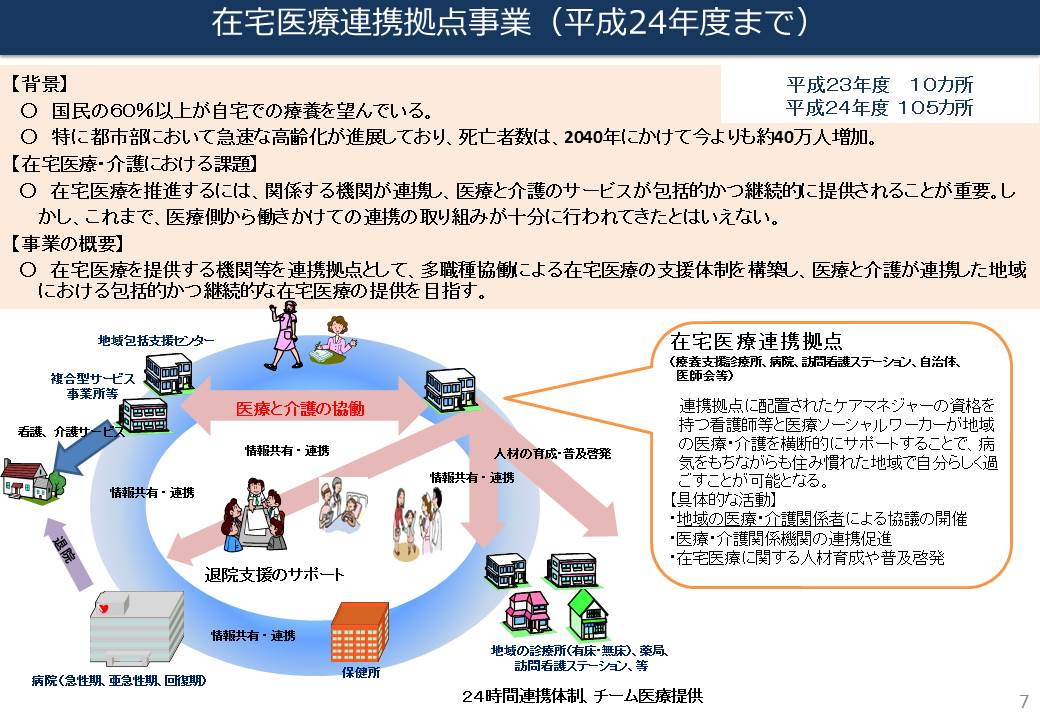 在宅医療連携拠点事業（平成24年度まで）
【背景】
平成２３年度　１０カ所
平成２４年度 １０５カ所
〇　国民の６０％以上が自宅での療養を望んでいる。
〇　特に都市部において急速な高齢化が進展しており、死亡者数は、2040年にかけて今よりも約40万人増加。
【在宅医療・介護における課題】
〇　在宅医療を推進するには、関係する機関が連携し、医療と介護のサービスが包括的かつ継続的に提供されることが重要。し
かし、これまで、医療側から働きかけての連携の取り組みが十分に行われてきたとはいえない。
【事業の概要】
〇　在宅医療を提供する機関等を連携拠点として、多職種協働による在宅医療の支援体制を構築し、医療と介護が連携した地域
における包括的かつ継続的な在宅医療の提供を目指す。
地域包括支援センター
複合型サービス
事業所等
看護、介護サービス
医療と介護の協働
情報共有・連携
人材の育成・普及啓発
情報共有・連携
情報共有・連携
退院
退院支援のサポート
情報共有・連携
保健所
病院（急性期、亜急性期、回復期）
地域の診療所（有床・無床）、薬局、
訪問看護ステーション、等
２４時間連携体制、チーム医療提供
在宅医療連携拠点
（療養支援診療所、病院、訪問看護ステーション、自治体、
医師会等）
連携拠点に配置されたケアマネジャーの資格を
持つ看護師等と医療ソーシャルワーカーが地域
の医療・介護を横断的にサポートすることで、病
気をもちながらも住み慣れた地域で自分らしく過
ごすことが可能となる。
【具体的な活動】
・地域の医療・介護関係者による協議の開催
・医療・介護関係機関の連携促進
・在宅医療に関する人材育成や普及啓発
7